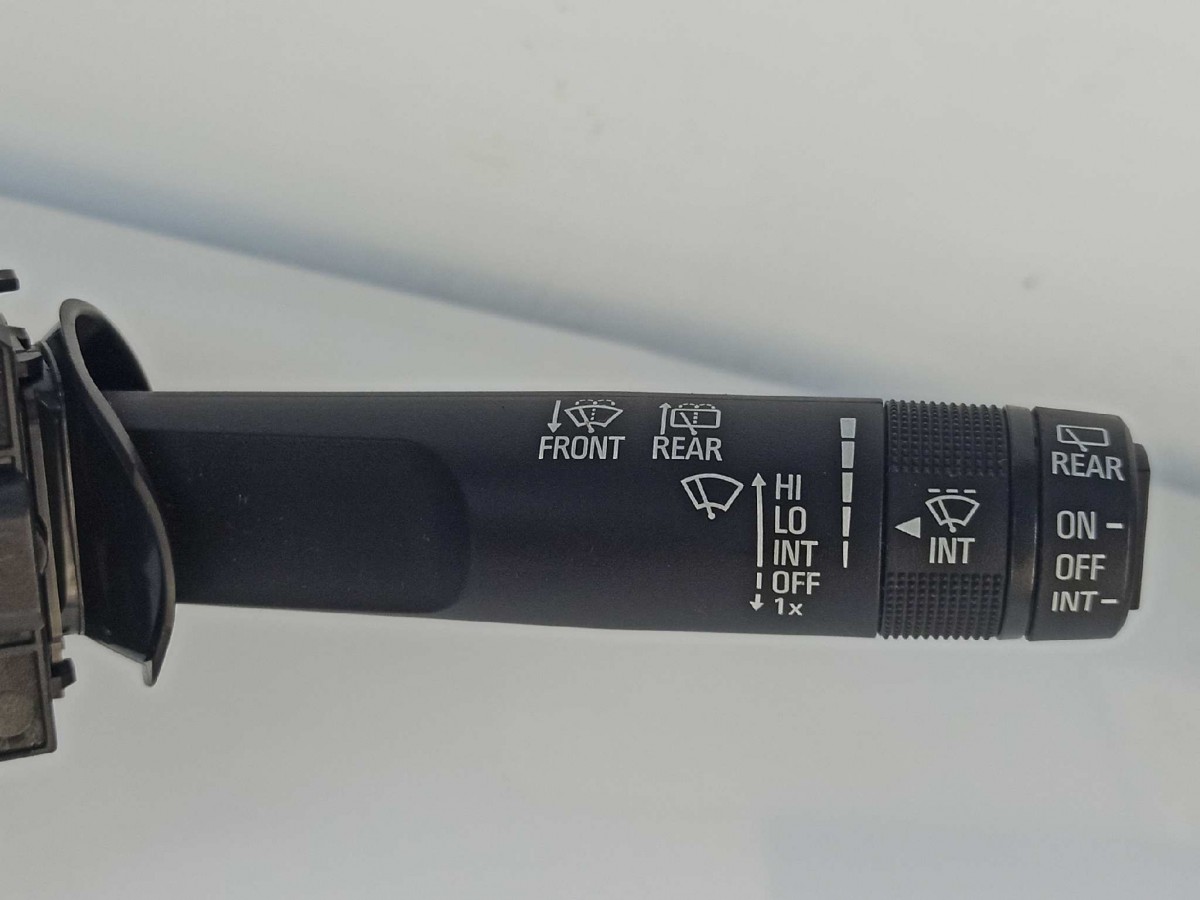 FRONT
REAR
HI
LO
INT
OFF
1x
INT
REAR
ON
OFF
INT